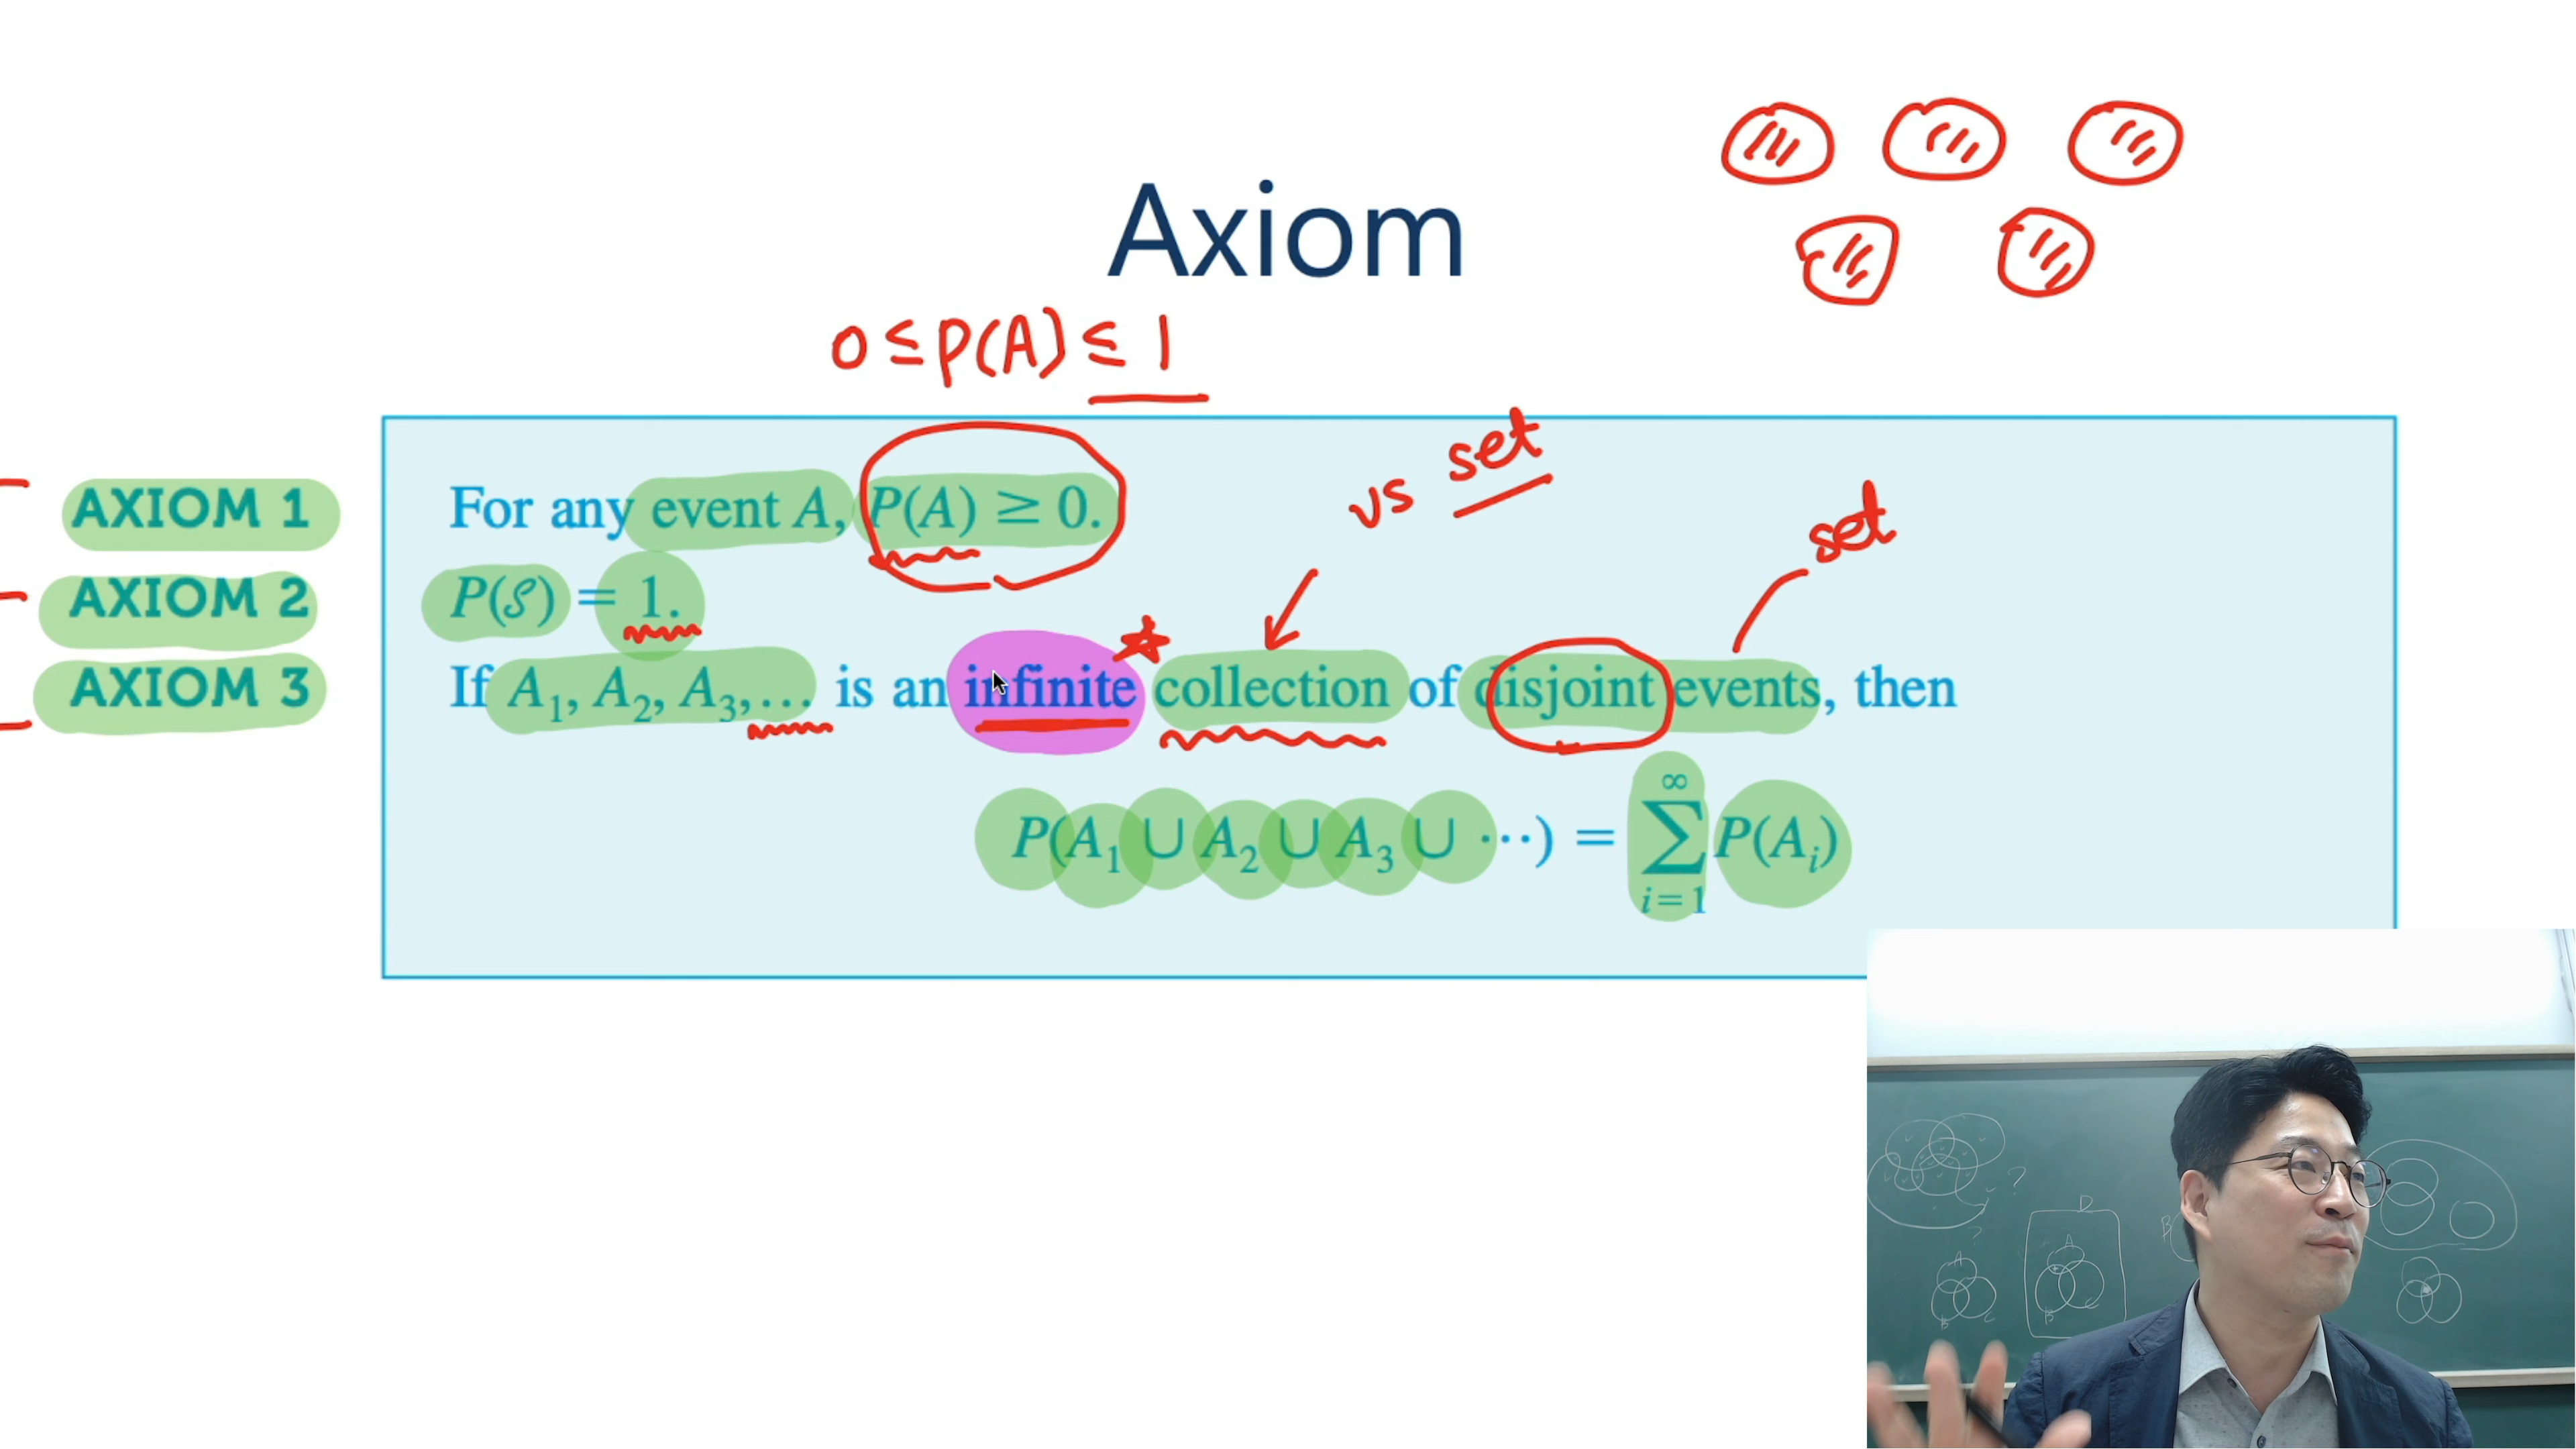 Axiom
0 ≤ P(A) ≤ 1
vs set
set
AXIOM 1 For any event A, P(A) ≥ 0.
AXIOM 2 P(𝒮) = 1.
AXIOM 3 If A₁, A₂, A₃,… is an infinite collection of disjoint events, then
P(A₁ ∪ A₂ ∪ A₃ ∪ ⋯) = ∑ᵢ₌₁^∞ P(Aᵢ)
?
?
D
A
A
B
B
C
B
C